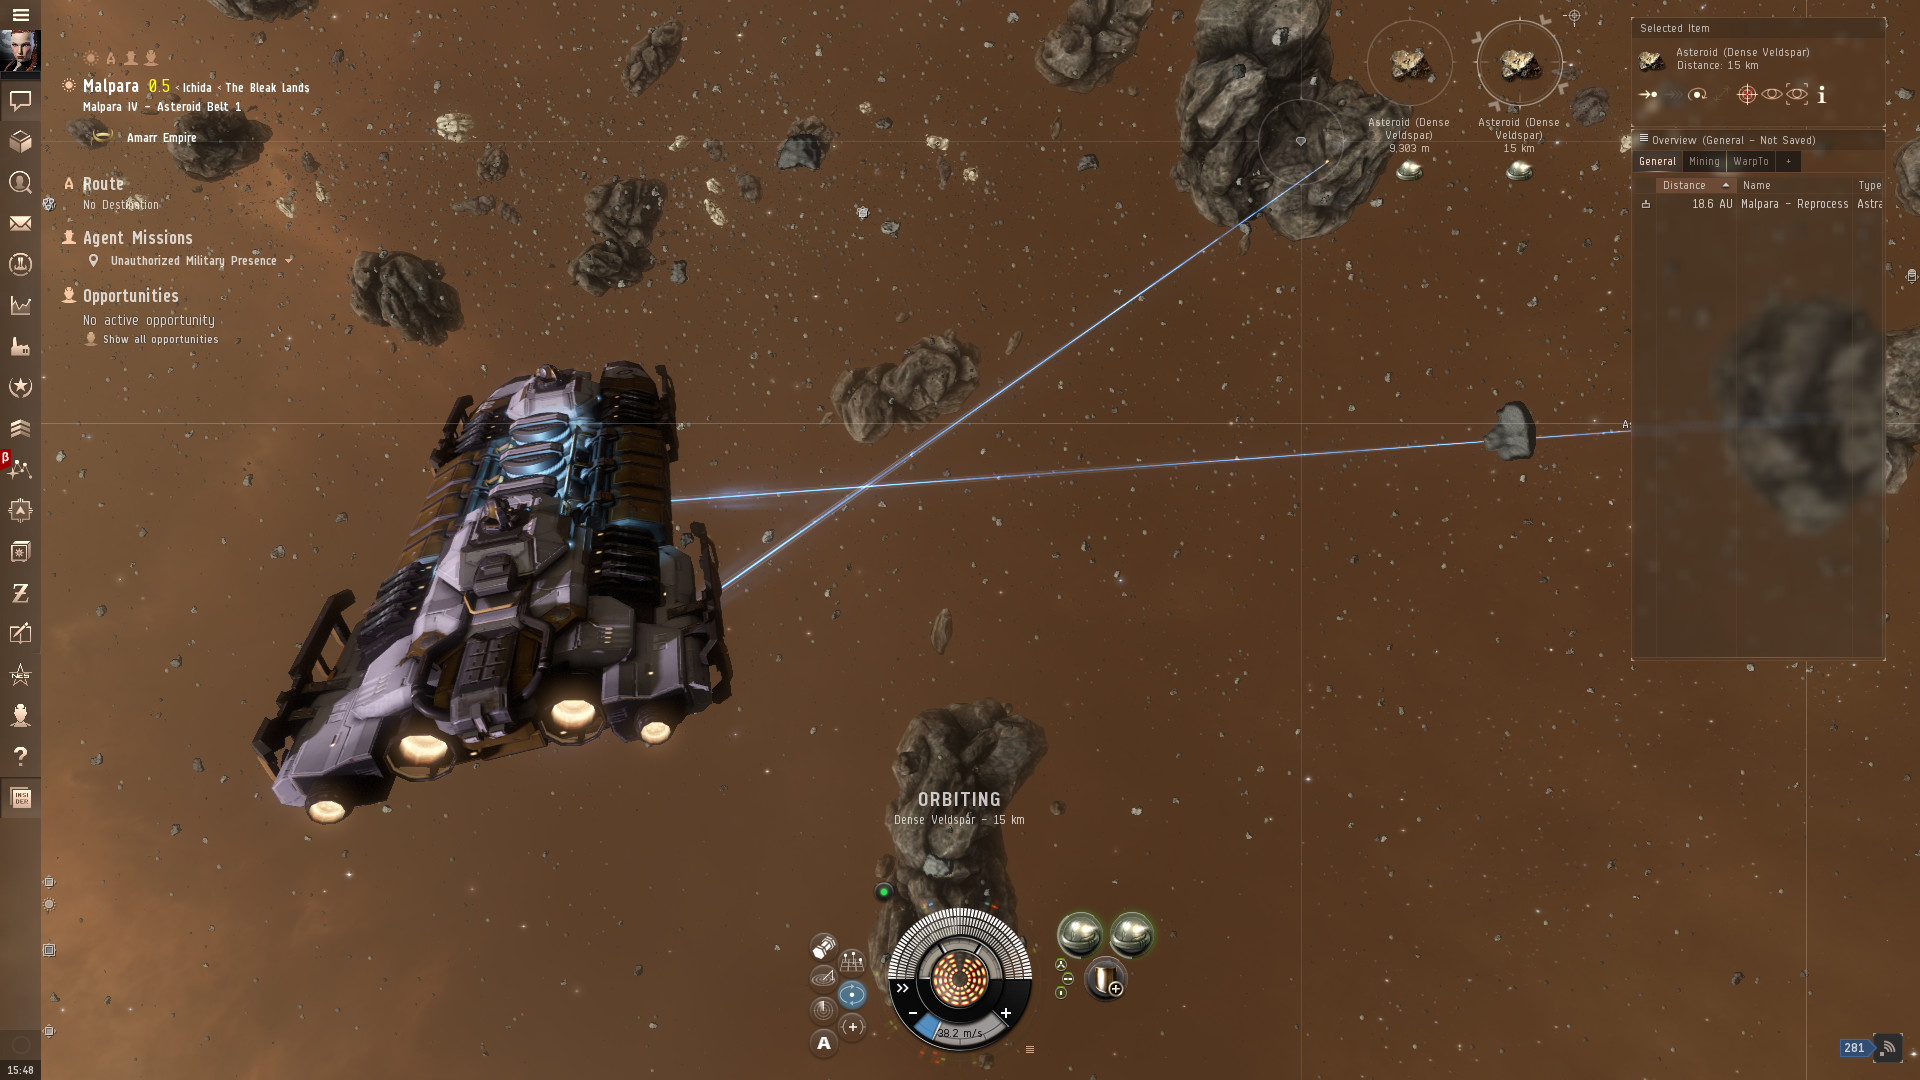 Malpara 0.5 ‹ Ichida ‹ The Bleak Lands
Malpara IV - Asteroid Belt 1
Amarr Empire
Route
No Destination
Agent Missions
Unauthorized Military Presence
Opportunities
No active opportunity
Show all opportunities
β
NES
?
INSI
DER
15:48
Asteroid (Dense
Veldspar)
9.303 m
Asteroid (Dense
Veldspar)
15 km
Selected Item
Asteroid (Dense Veldspar)
Distance: 15 km
Overview (General - Not Saved)
General Mining WarpTo +
Distance Name Type
18.6 AU Malpara - Reprocess Astra
A
ORBITING
Dense Veldspar - 15 km
38.2 m/s
A
281